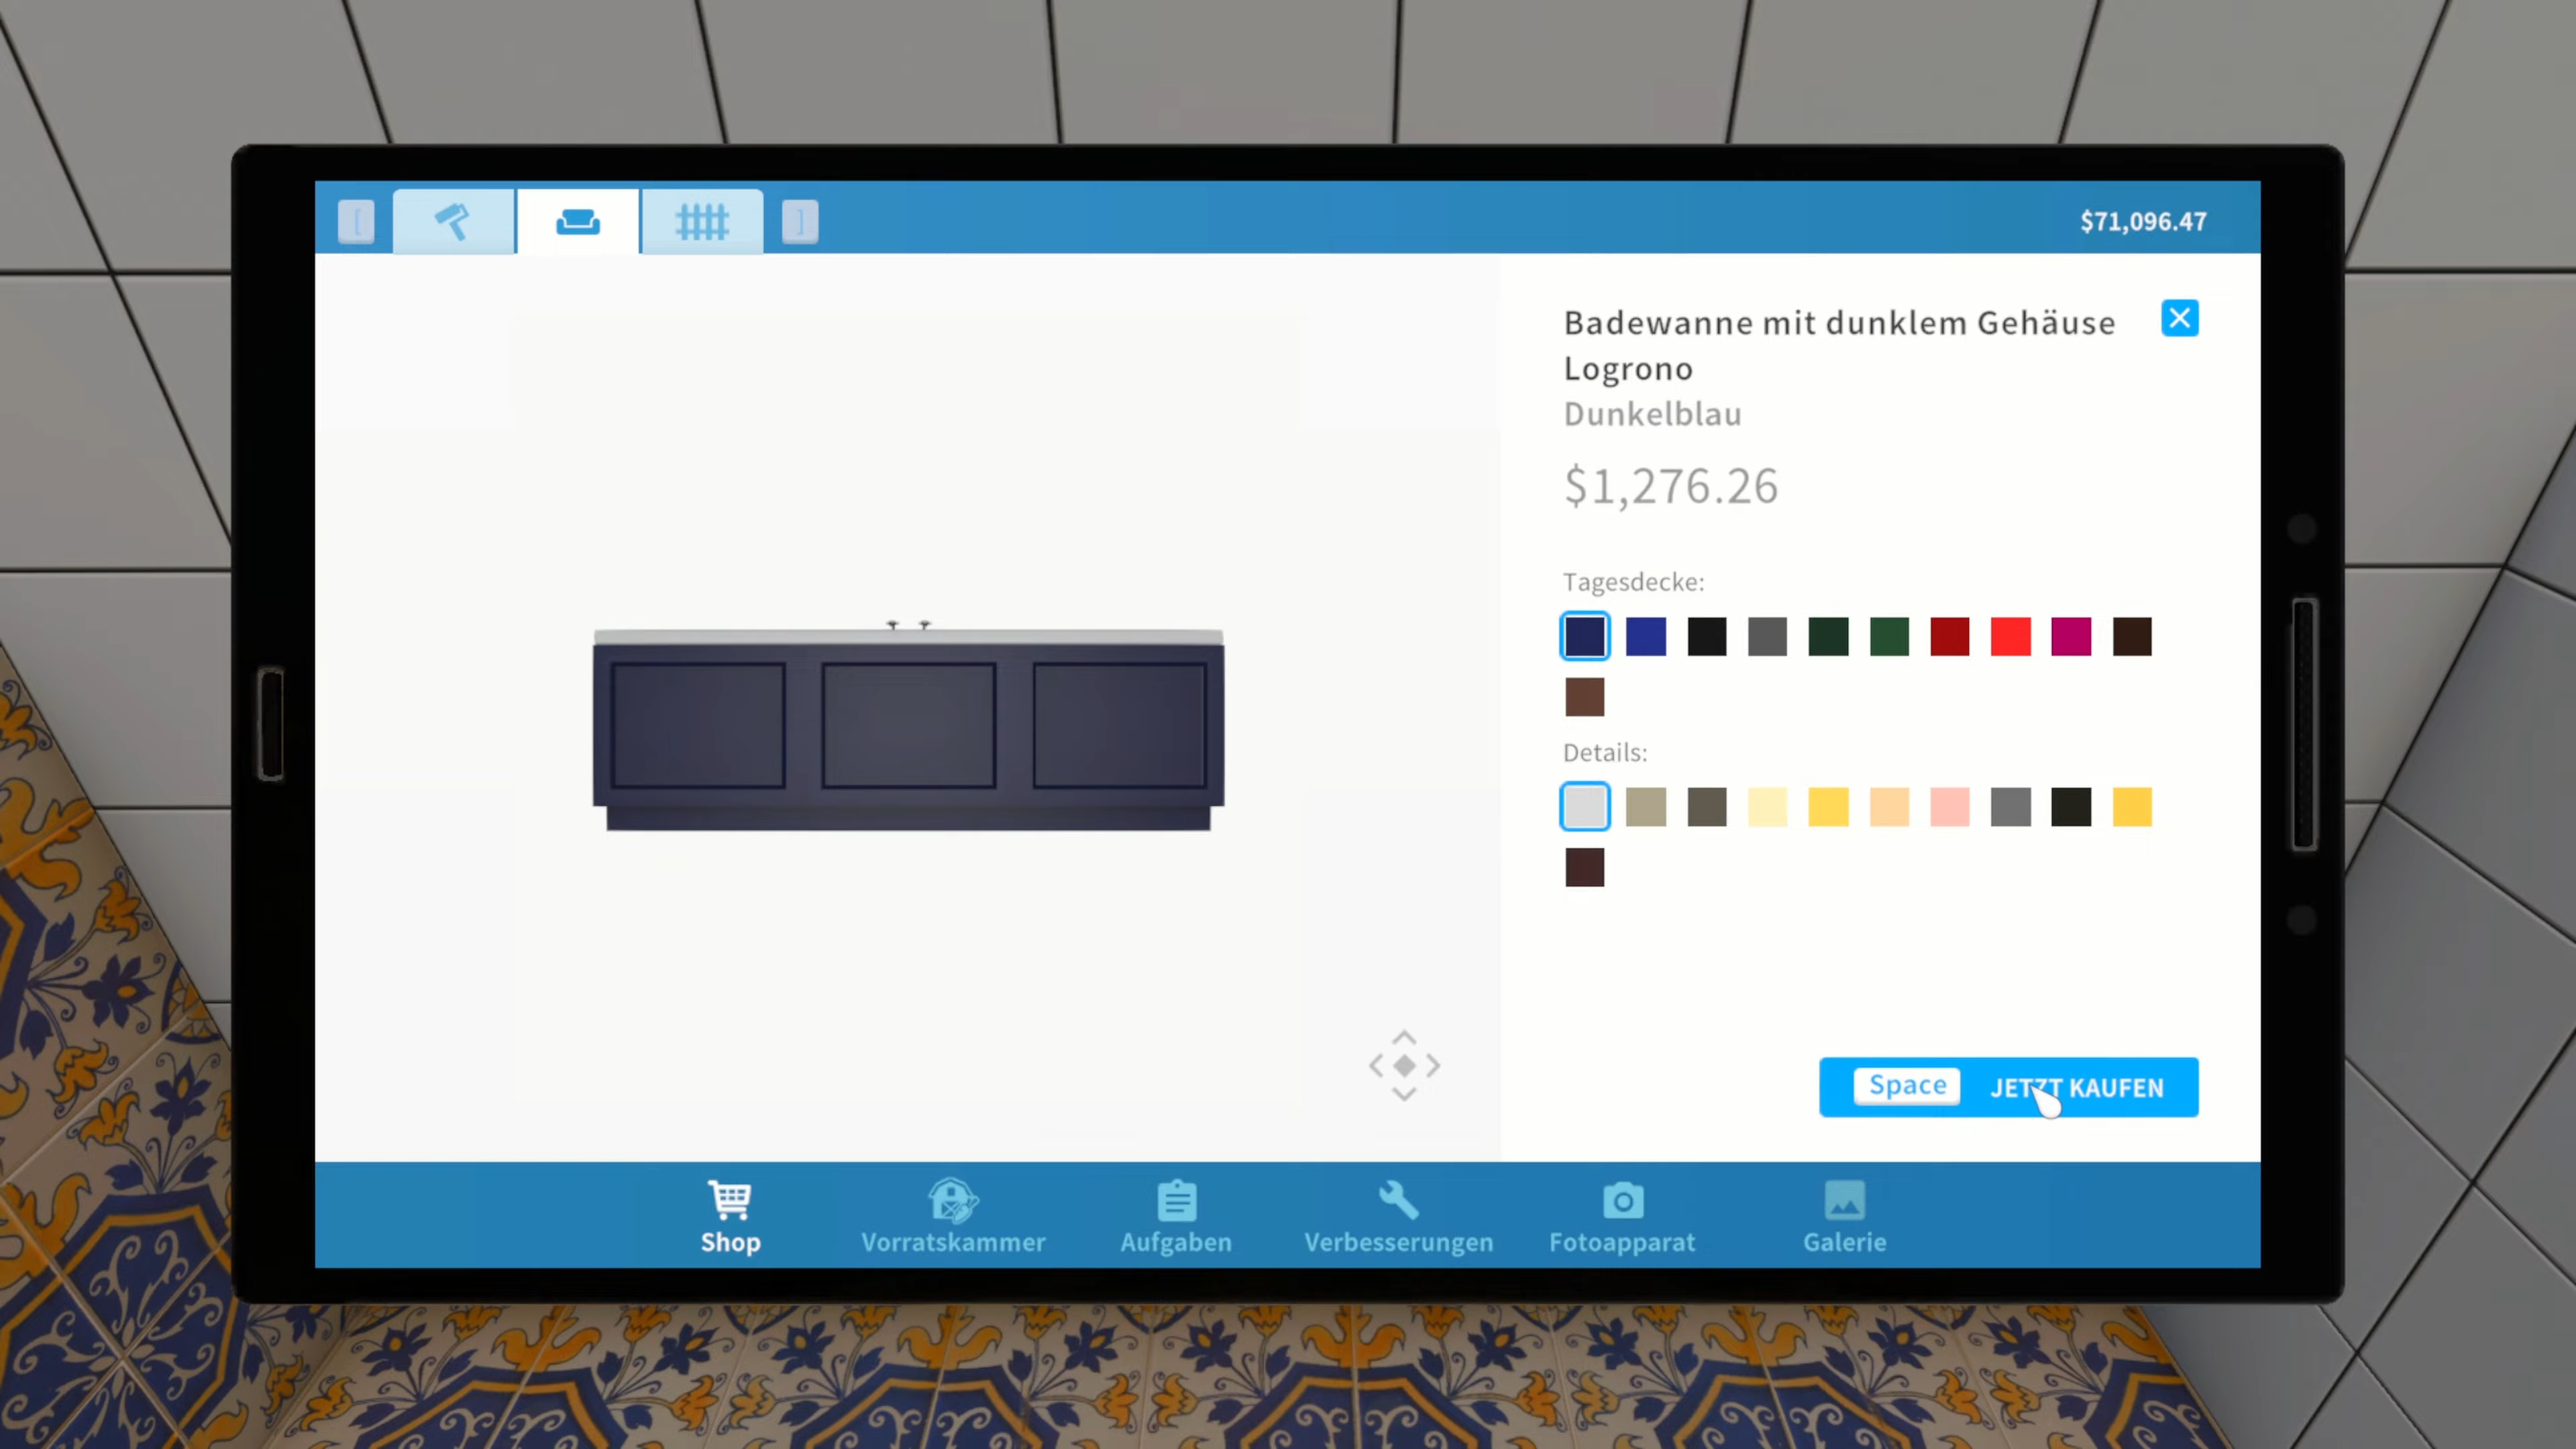 [
]
$71,096.47
Badewanne mit dunklem Gehäuse
Logrono
Dunkelblau
$1,276.26
Tagesdecke:
Details:
Space JETZT KAUFEN
Shop
Vorratskammer
Aufgaben
Verbesserungen
Fotoapparat
Galerie